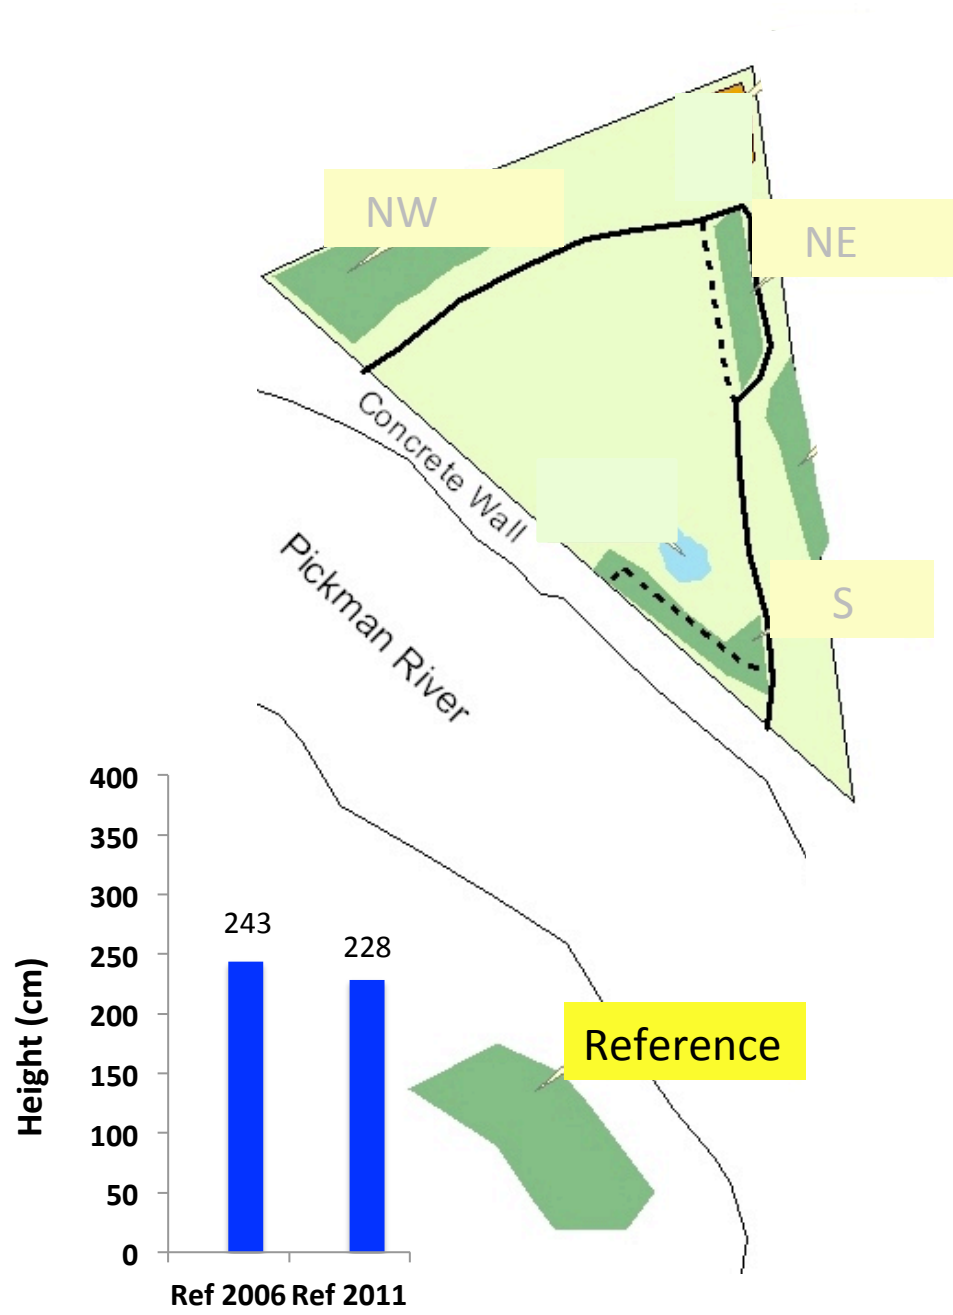 NW
NE
Concrete Wall
Pickman River
S
400
350
300
250
200
150
100
50
0
Height (cm)
243
228
Ref 2006
Ref 2011
Reference